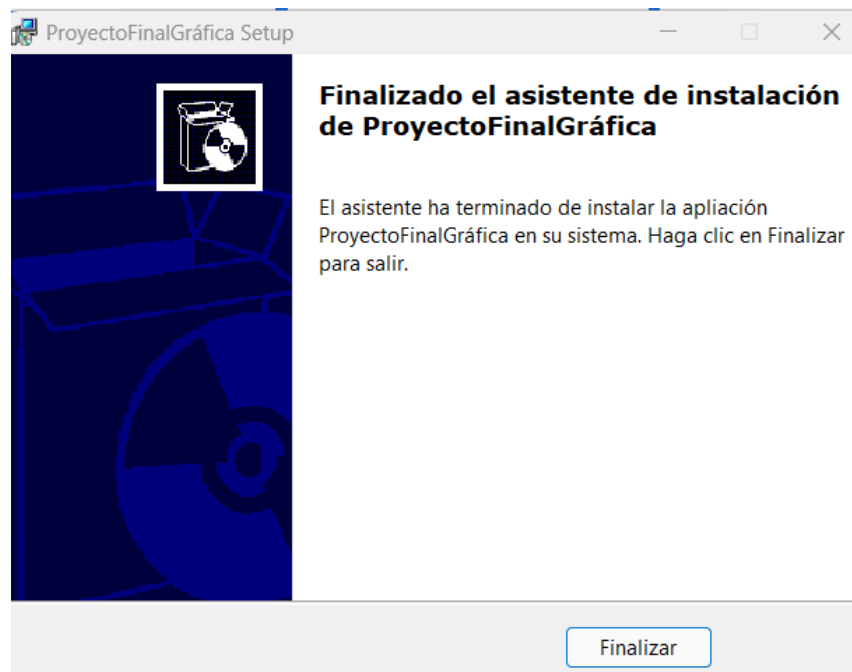 ProyectoFinalGráfica Setup
Finalizado el asistente de instalación
de ProyectoFinalGráfica
El asistente ha terminado de instalar la apliación
ProyectoFinalGráfica en su sistema. Haga clic en Finalizar
para salir.
Finalizar